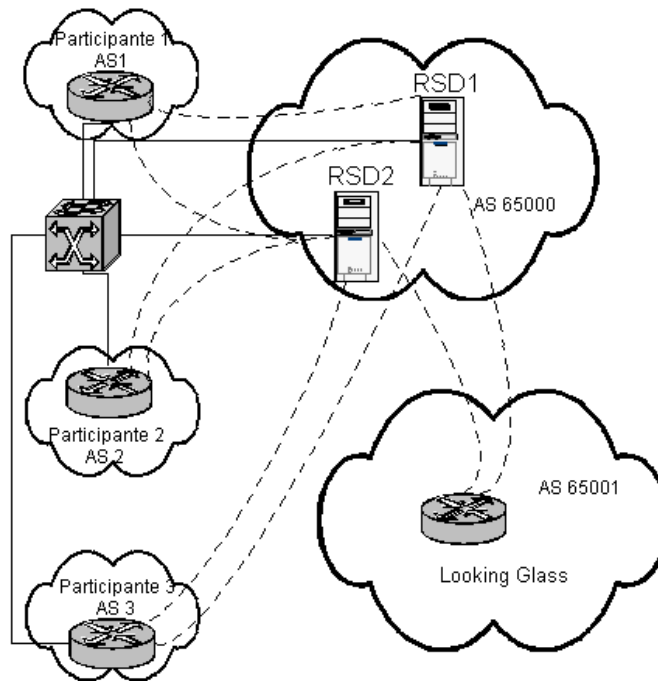 Participante 1
AS1
RSD1
RSD2
AS 65000
Participante 2
AS 2
AS 65001
Looking Glass
Participante 3
AS 3